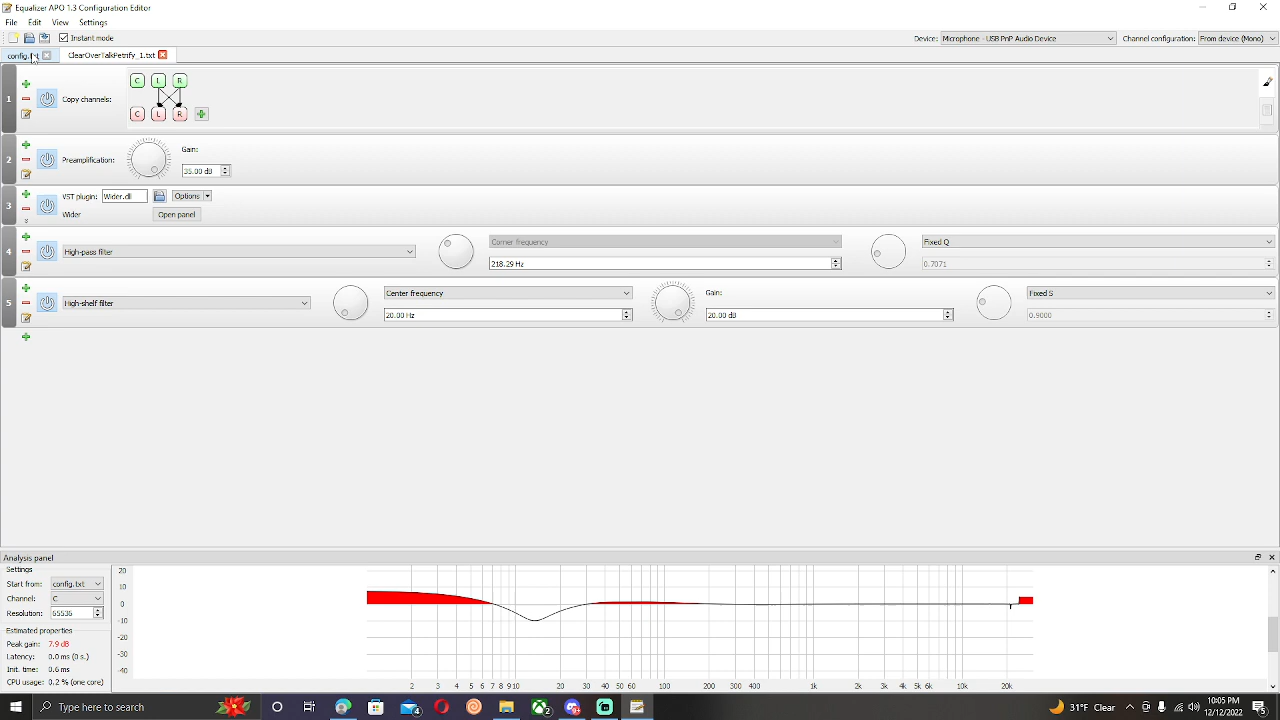 Equalizer APO 1.3 Configuration Editor
File Edit View Settings
Instant mode
Device: Microphone - USB PnP Audio Device
Channel configuration: From device (Mono)
ClearOverTalkPetrify_1.txt
C L R
1 Copy channels:
C L R
Gain:
2 Preamplification:
35.00 dB
3 VST plugin: Wider.dll Options
Wider Open panel
4 High-pass filter
Corner frequency
218.29 Hz
Fixed Q
0.7071
5 High-shelf filter
Center frequency
20.00 Hz
Gain:
20.00 dB
Fixed S
0.9000
Analysis panel
Settings
Start from: config.txt
Channel: C
Resolution: 65536
Estimated properties
Peak gain: 7.9 dB
Latency: 0.0 ms (0 s.)
Init. time: 0.6 ms
CPU usage: 0.2 % (one core)
20
10
0
-10
-20
-30
-40
2 3 4 5 6 7 8 9 10 20 30 40 50 60 100 200 300 400 1k 2k 3k 4k 5k 6k 10k 20k
Type here to search
31°F Clear
10:05 PM
12/12/2022